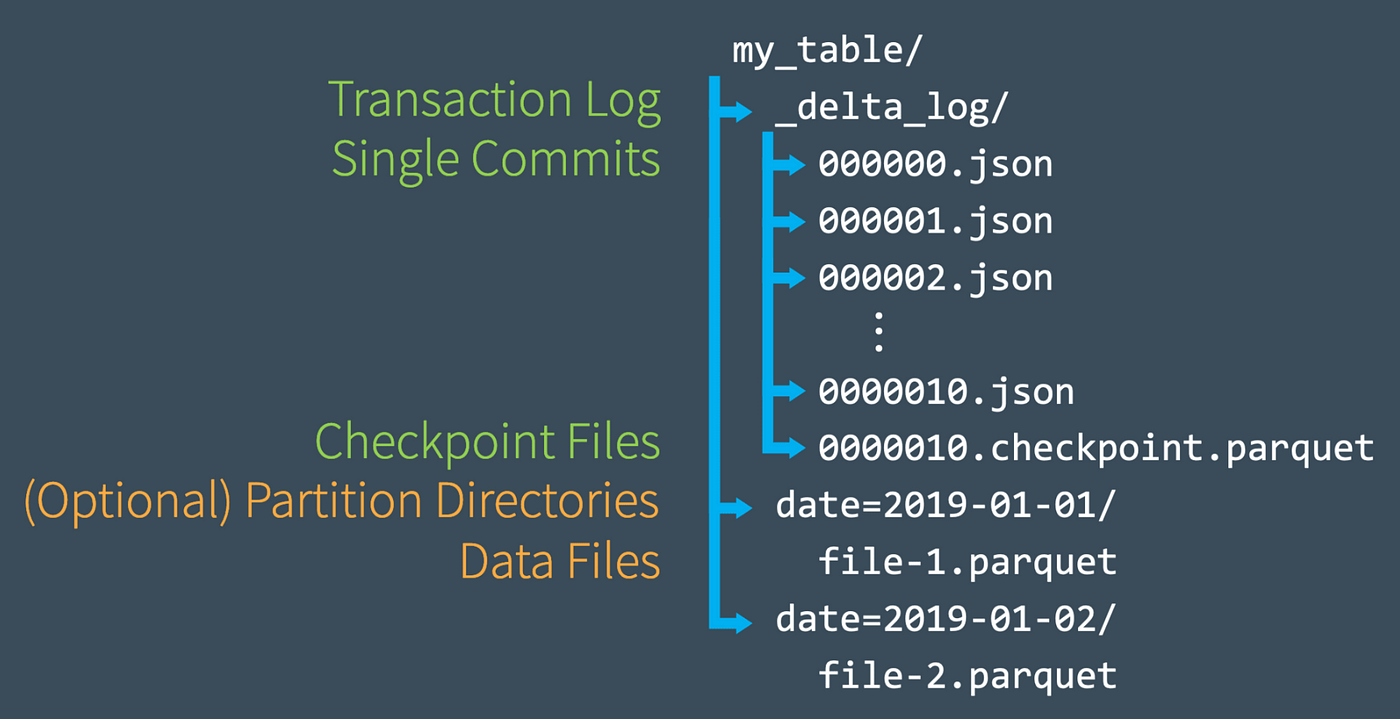 my_table/
Transaction Log
_delta_log/
Single Commits
000000.json
000001.json
000002.json
0000010.json
Checkpoint Files
0000010.checkpoint.parquet
(Optional) Partition Directories
date=2019-01-01/
Data Files
file-1.parquet
date=2019-01-02/
file-2.parquet